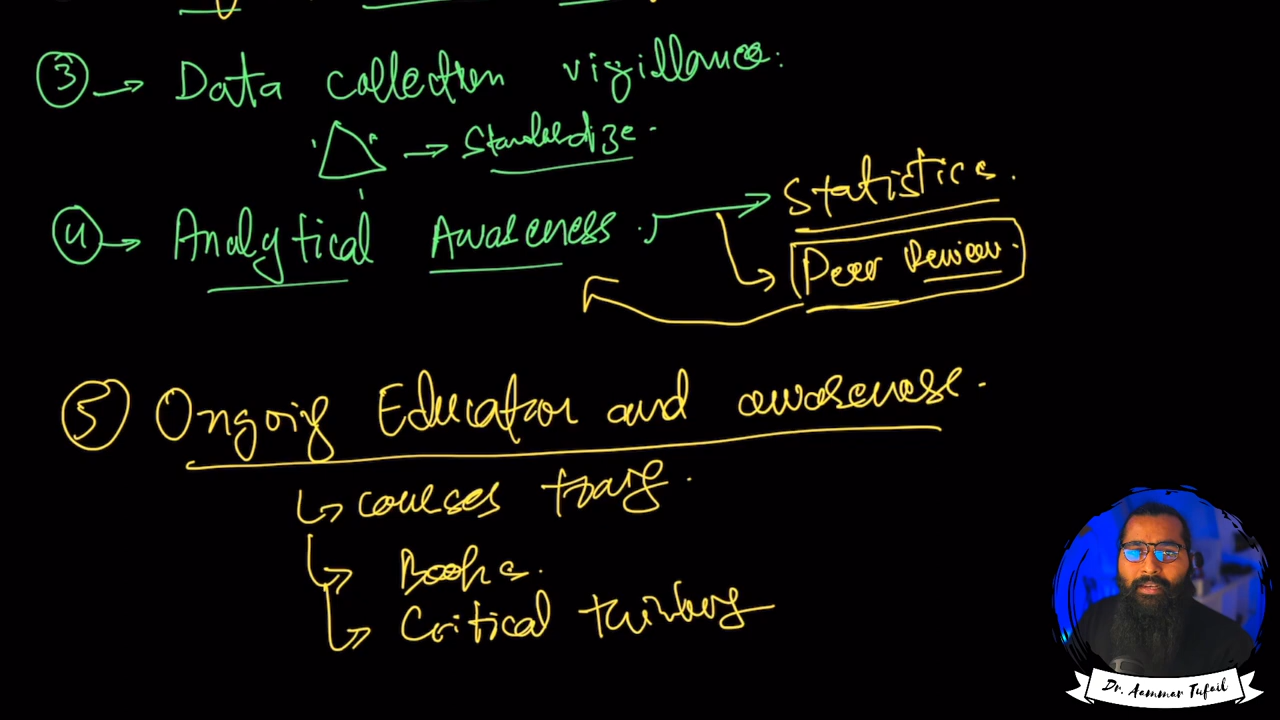 ③ → Data collection vigillance.
→ Standardize.
④ → Analytical Awareness. → Statistics.
Peer Review.
⑤ Ongoing Education and awareness.
↳ courses
Books.
Critical thinking
Dr. Aammar Tufail